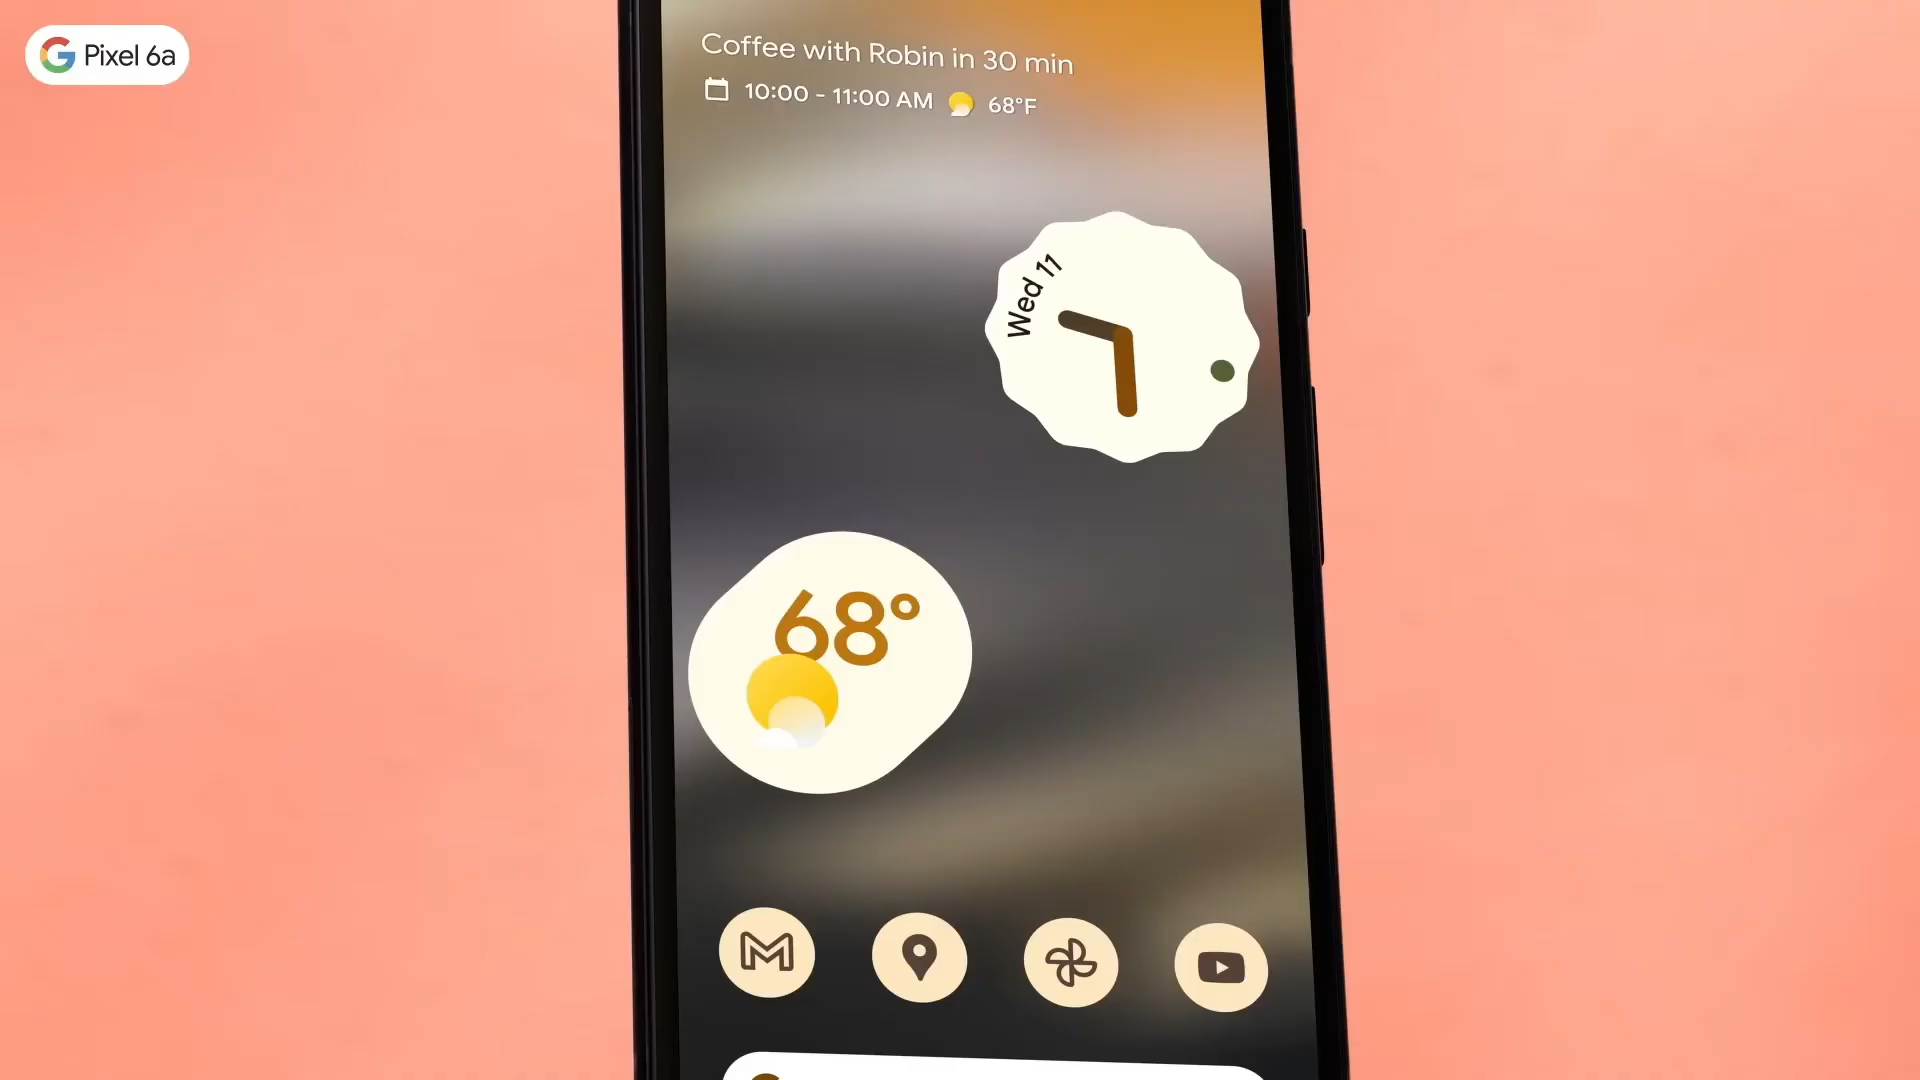 Pixel 6a
Coffee with Robin in 30 min
10:00 - 11:00 AM 68°F
Wed 11
68°